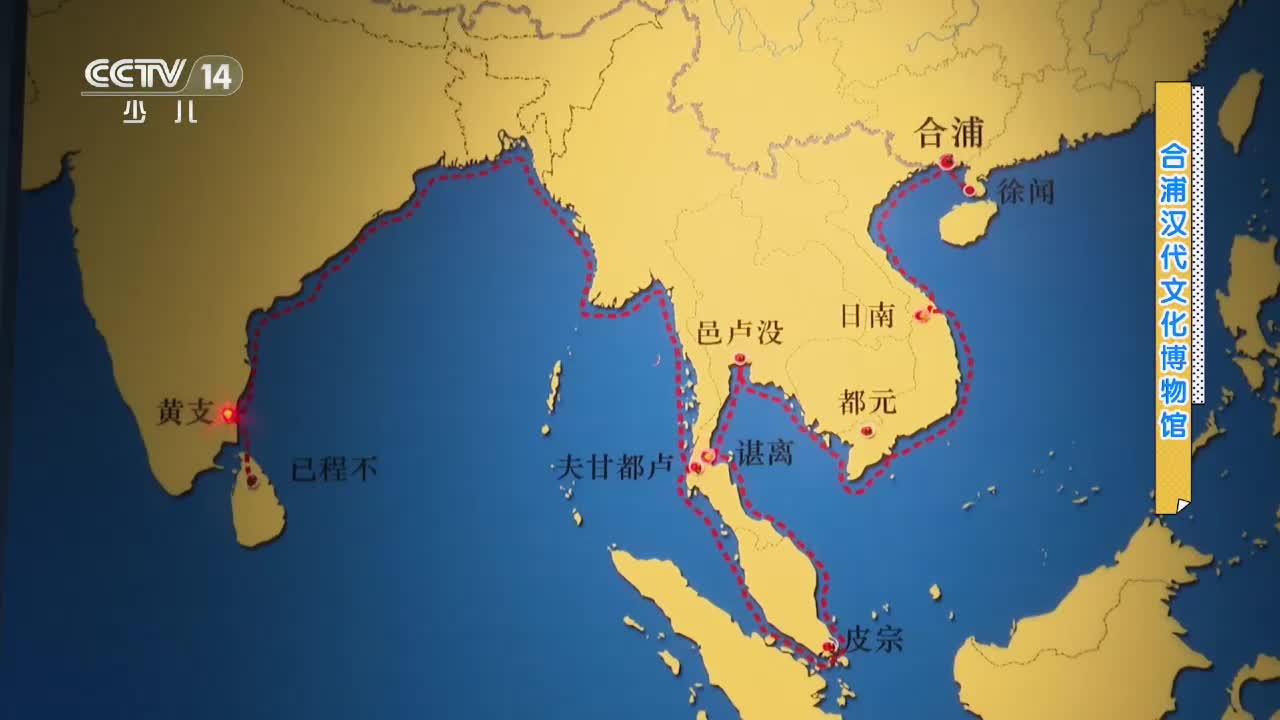 CCTV 14
少儿
合浦
徐闻
日南
邑卢没
都元
黄支
谌离
夫甘都卢
已程不
皮宗
合浦汉代文化博物馆